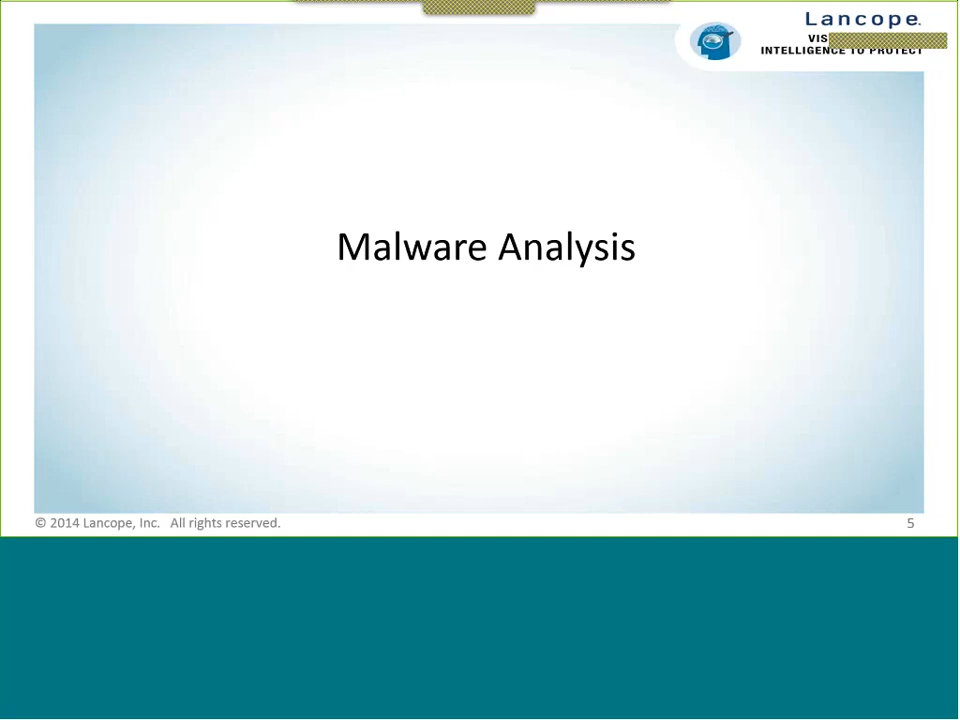 Lancope.
INTELLIGENCE TO PROTECT
Malware Analysis
© 2014 Lancope, Inc. All rights reserved.
5